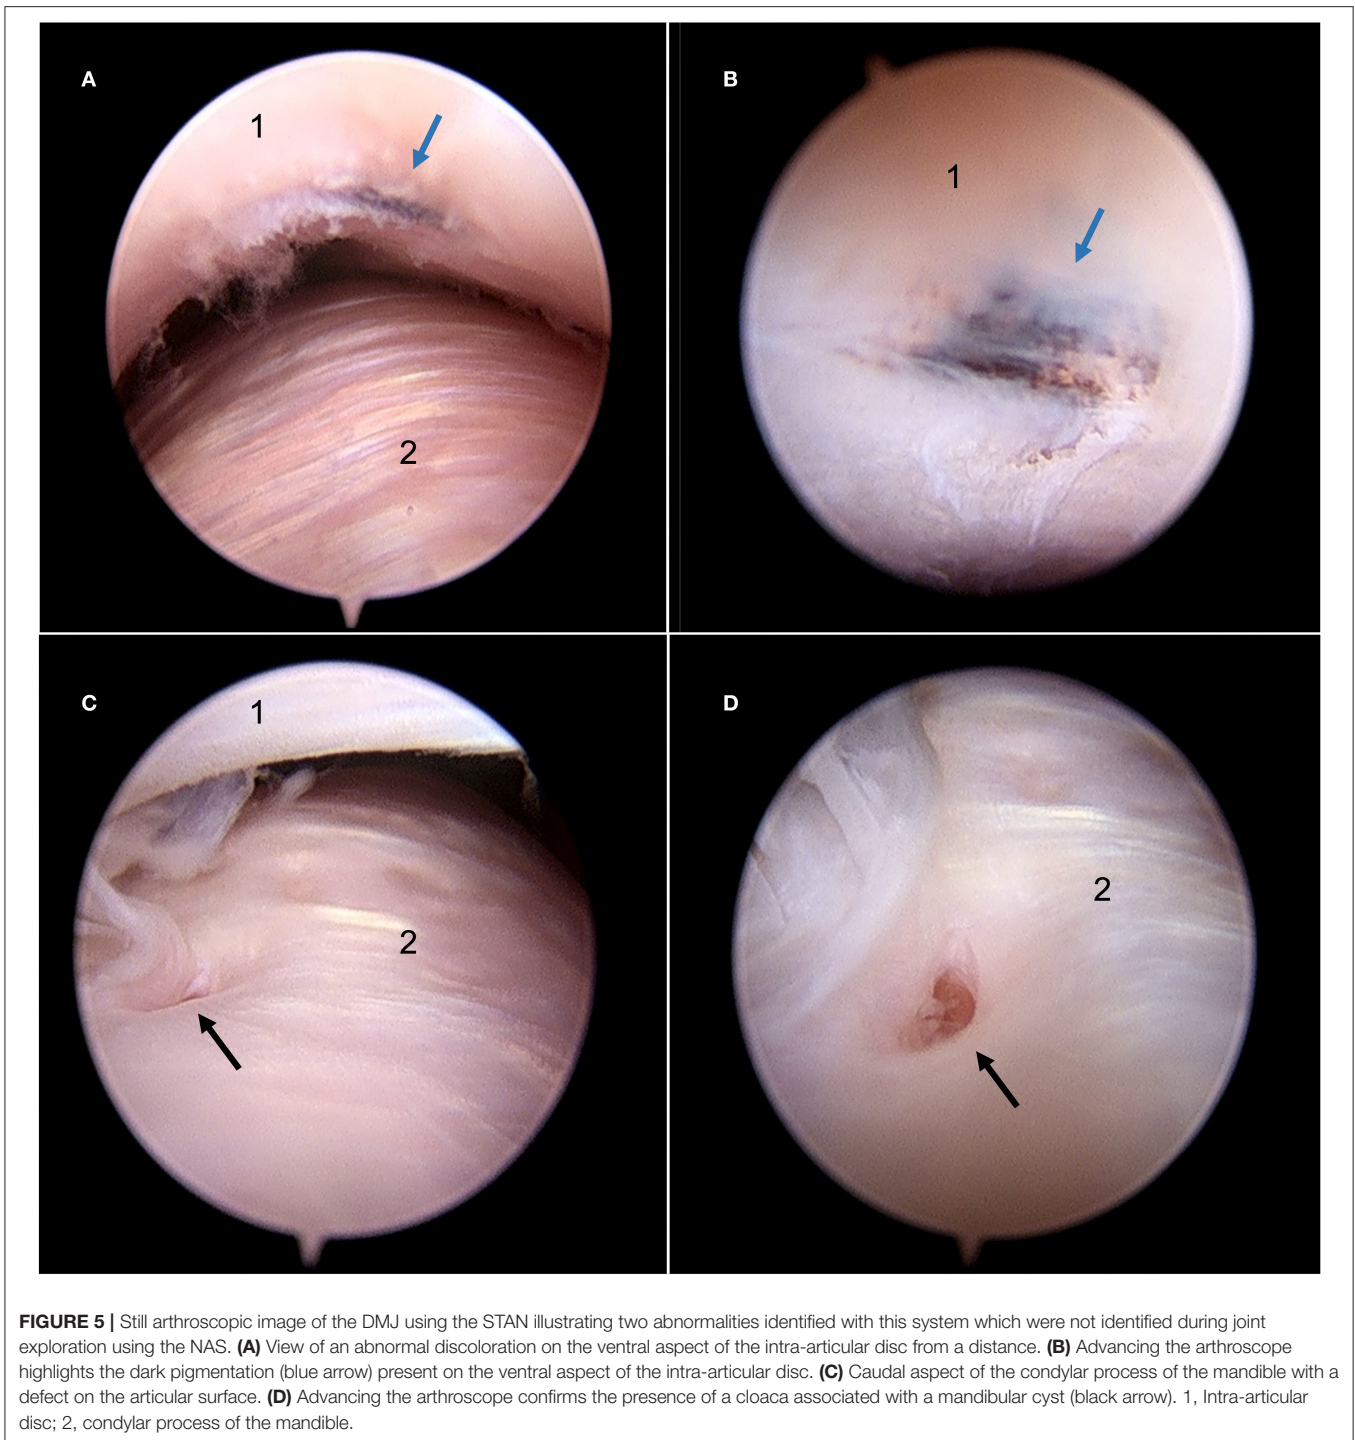 A
1
2
B
1
C
1
2
D
2
FIGURE 5 | Still arthroscopic image of the DMJ using the STAN illustrating two abnormalities identified with this system which were not identified during joint
exploration using the NAS. (A) View of an abnormal discoloration on the ventral aspect of the intra-articular disc from a distance. (B) Advancing the arthroscope
highlights the dark pigmentation (blue arrow) present on the ventral aspect of the intra-articular disc. (C) Caudal aspect of the condylar process of the mandible with a
defect on the articular surface. (D) Advancing the arthroscope confirms the presence of a cloaca associated with a mandibular cyst (black arrow). 1, Intra-articular
disc; 2, condylar process of the mandible.